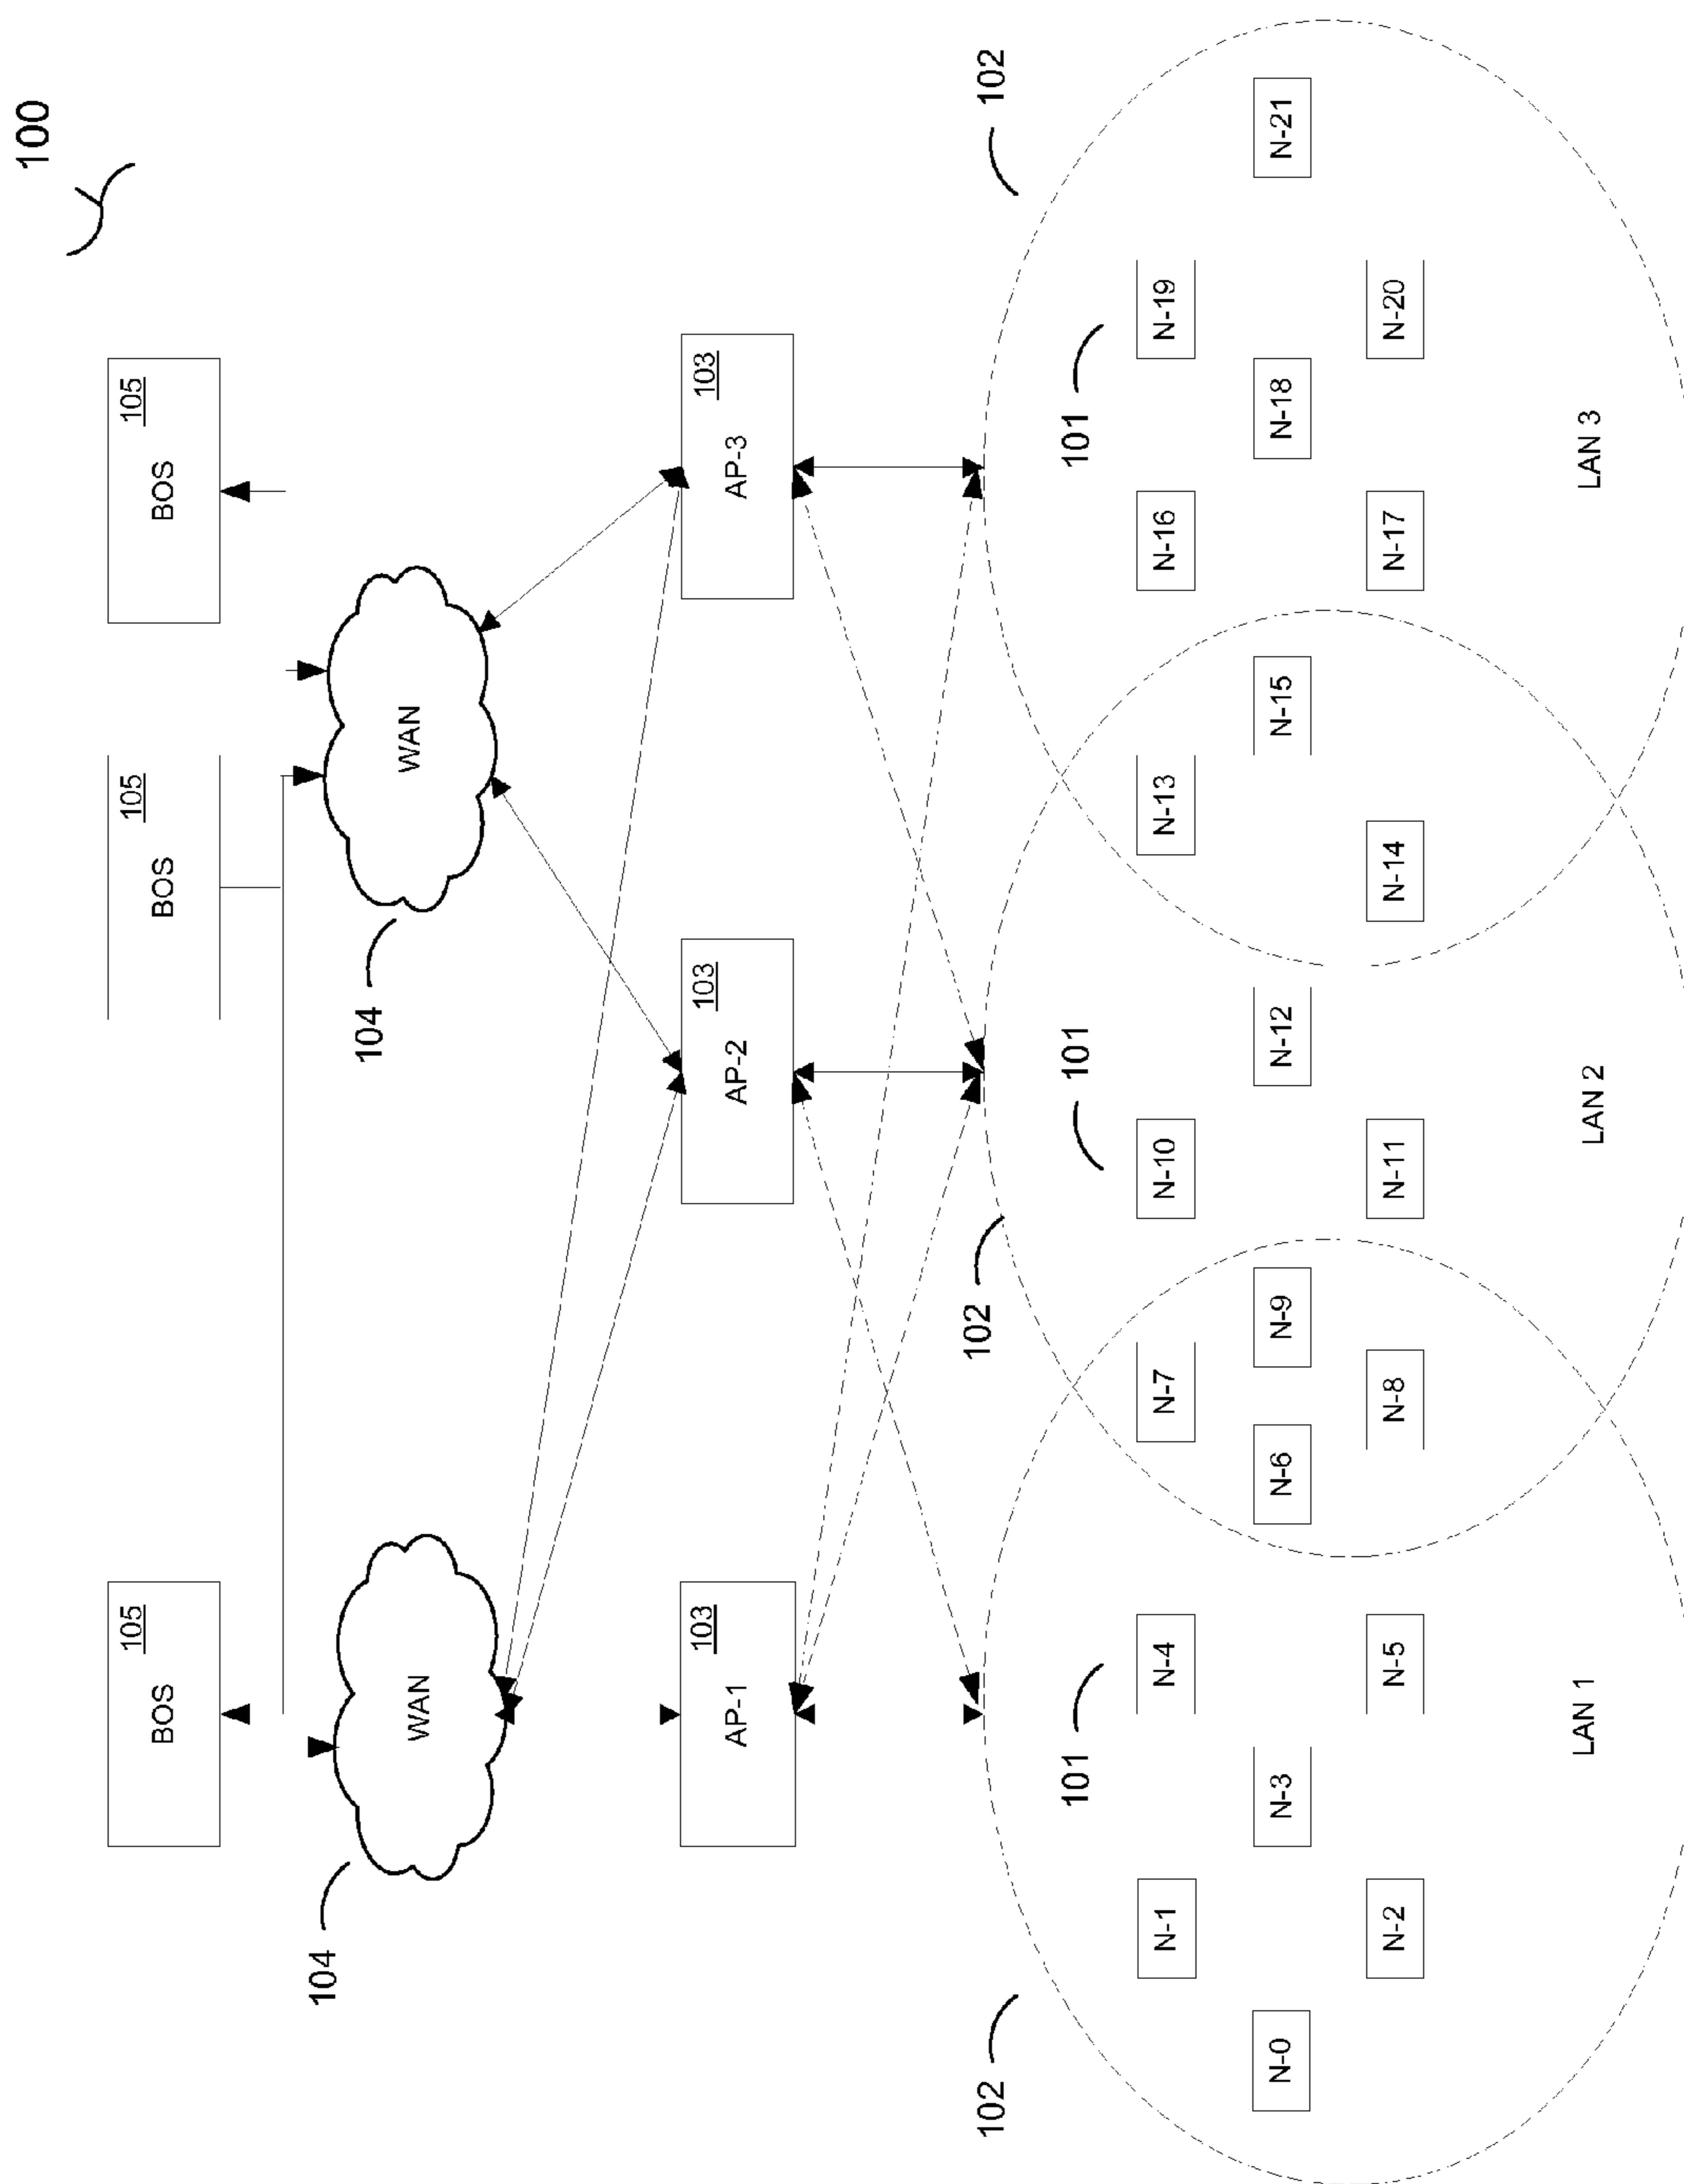 100
105
105
105
BOS
BOS
BOS
104
104
WAN
WAN
103
103
103
AP-1
AP-2
AP-3
102
102
102
101
101
101
N-1
N-4
N-7
N-10
N-13
N-16
N-19
N-0
N-3
N-6
N-9
N-12
N-15
N-18
N-21
N-2
N-5
N-8
N-11
N-14
N-17
N-20
LAN 1
LAN 2
LAN 3